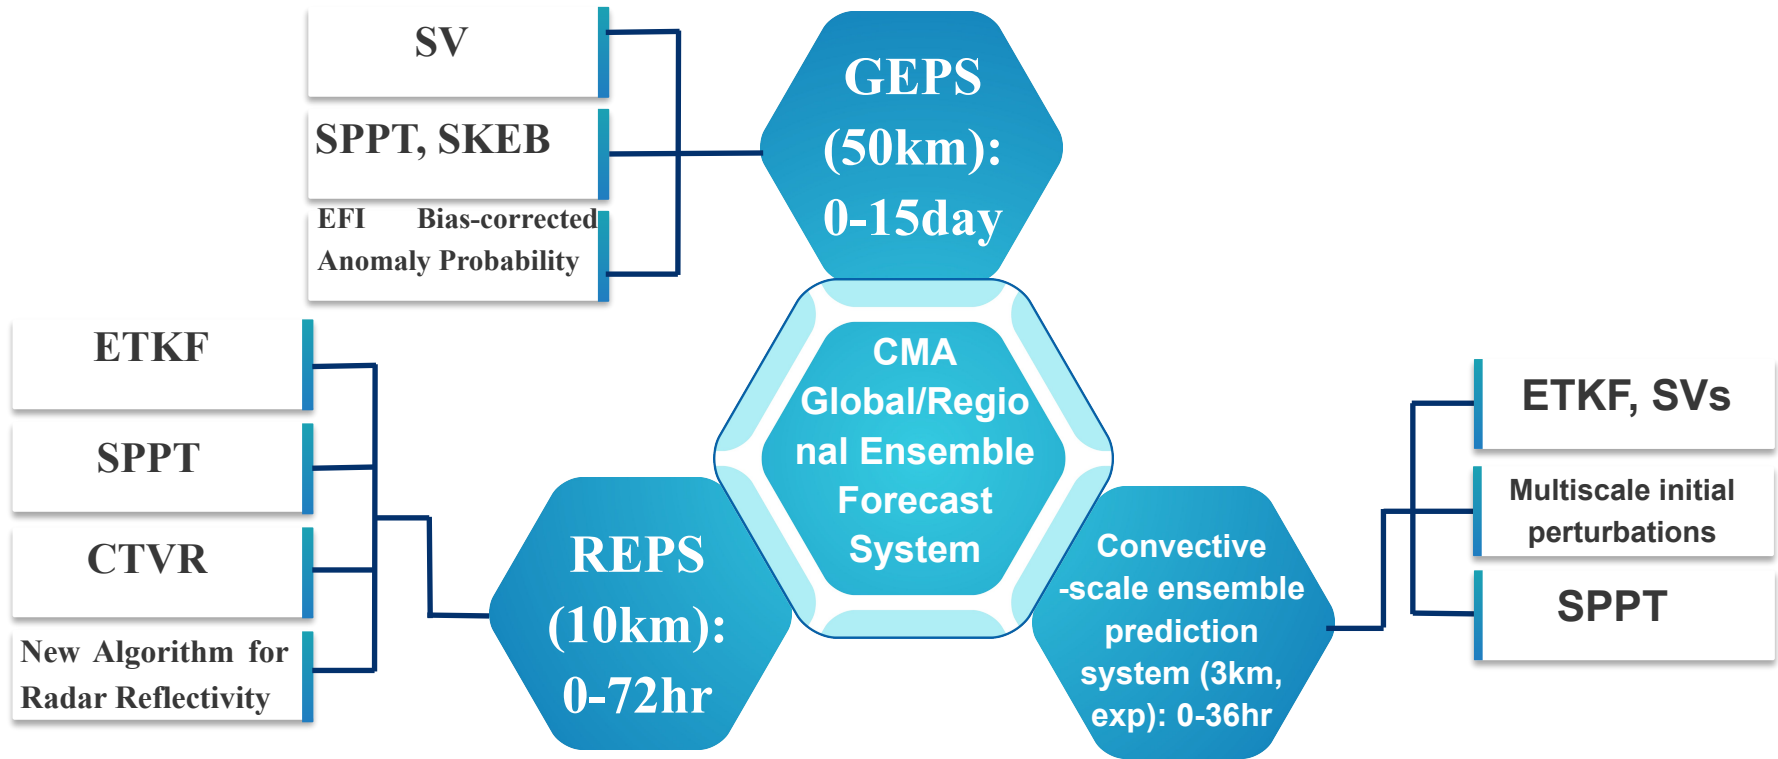 SV
SPPT, SKEB
EFI Bias-corrected
Anomaly Probability
GEPS
(50km):
0-15day
ETKF
SPPT
CTVR
New Algorithm for
Radar Reflectivity
REPS
(10km):
0-72hr
CMA
Global/Regio
nal Ensemble
Forecast
System
Convective
-scale ensemble
prediction
system (3km,
exp): 0-36hr
ETKF, SVs
Multiscale initial
perturbations
SPPT